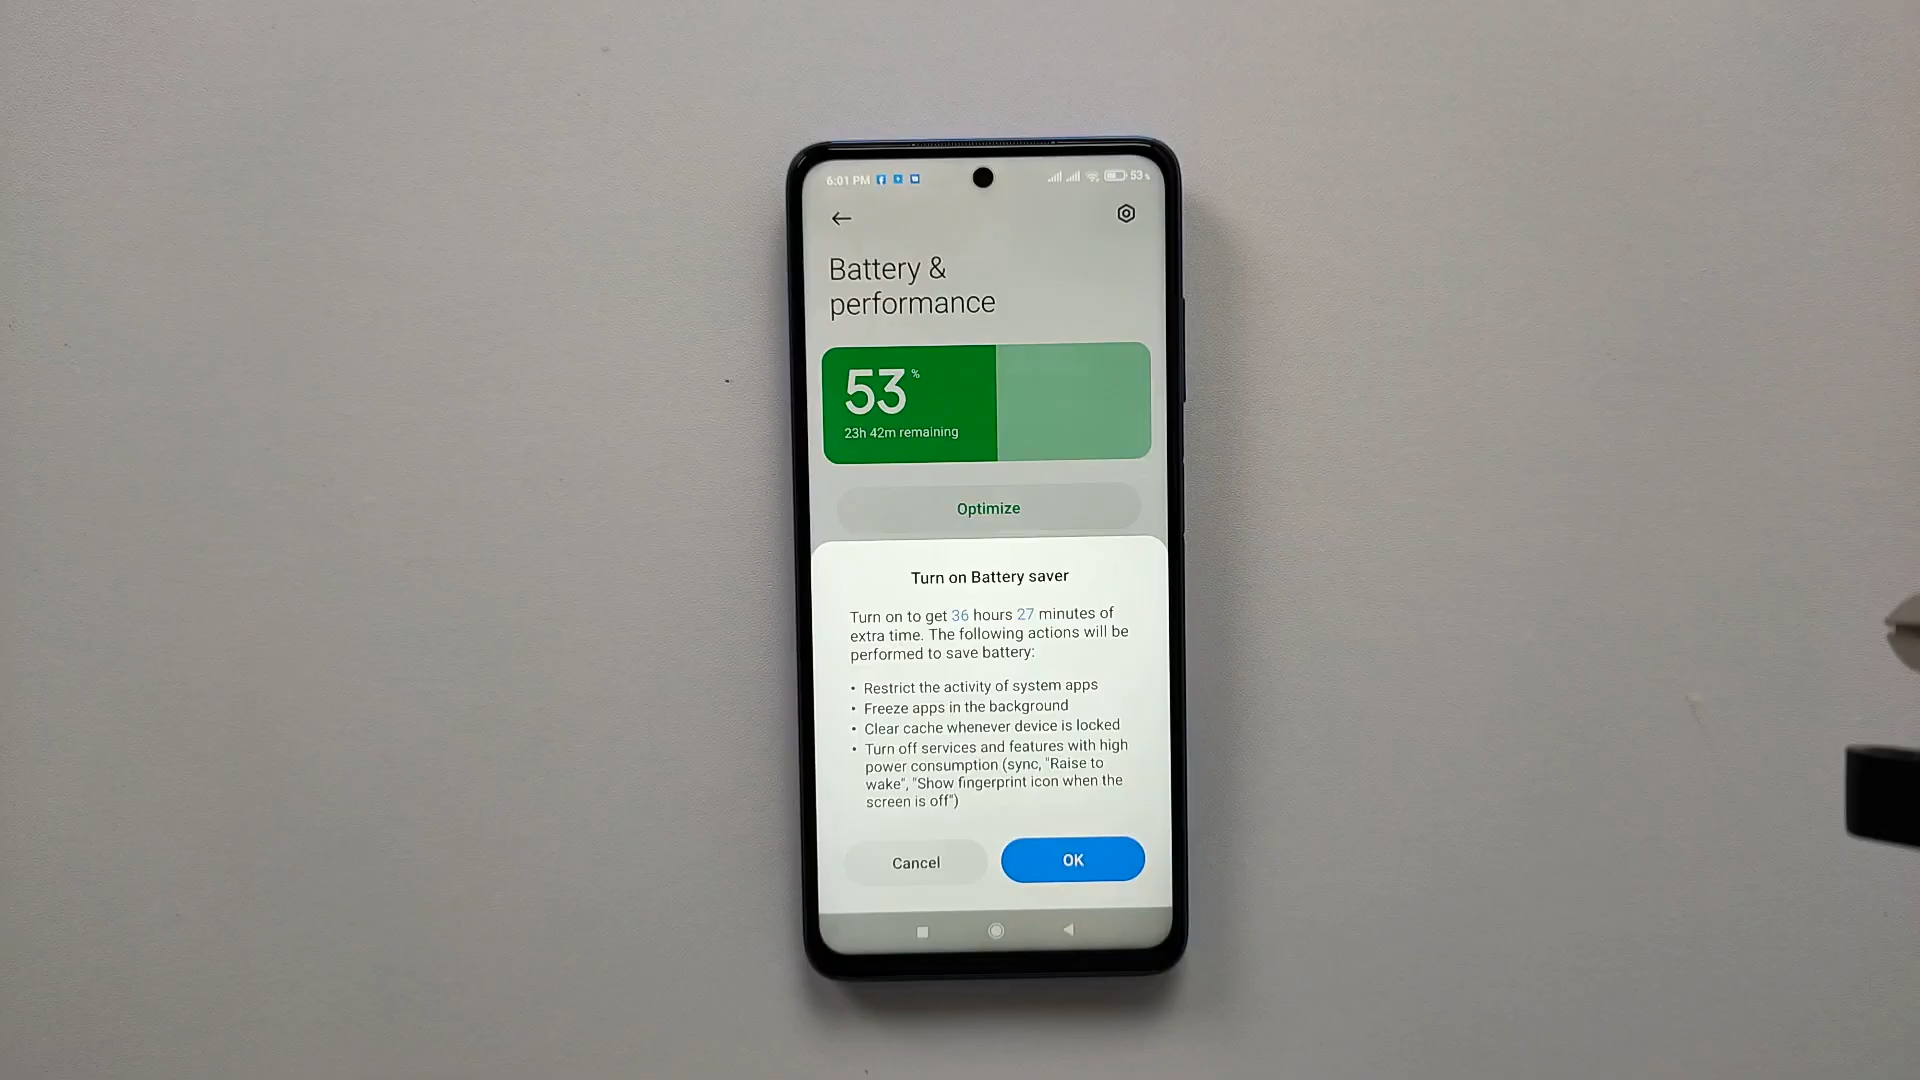 6:01 PM
53%
Battery &
performance
53%
23h 42m remaining
Optimize
Turn on Battery saver
Turn on to get 36 hours 27 minutes of
extra time. The following actions will be
performed to save battery:
• Restrict the activity of system apps
• Freeze apps in the background
• Clear cache whenever device is locked
• Turn off services and features with high
power consumption (sync, "Raise to
wake", "Show fingerprint icon when the
screen is off")
Cancel
OK